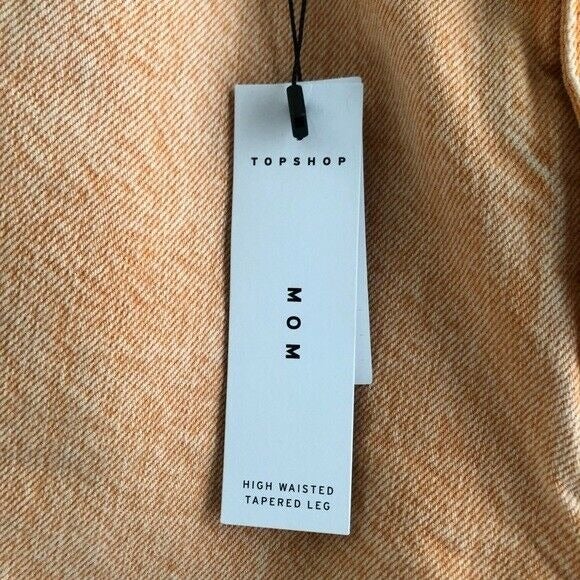 TOPSHOP
MOM
HIGH WAISTED
TAPERED LEG